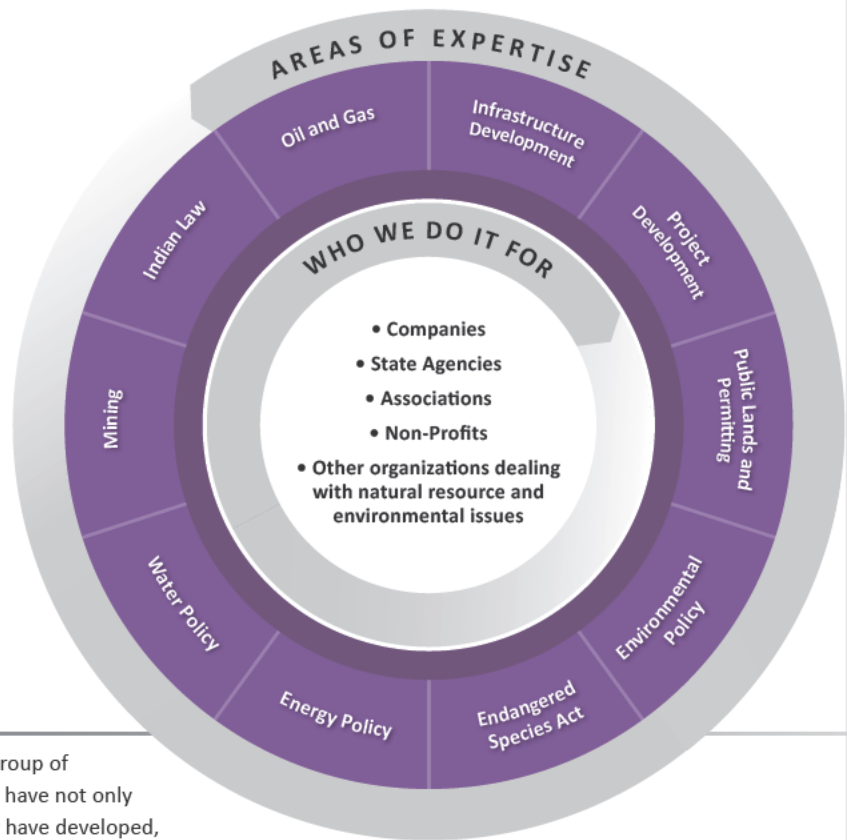 AREAS OF EXPERTISE
Oil and Gas
Infrastructure
Development
Project
Development
Public Lands and
Permitting
Environmental
Policy
Endangered
Species Act
Energy Policy
Water Policy
Mining
Indian Law
WHO WE DO IT FOR
• Companies
• State Agencies
• Associations
• Non-Profits
• Other organizations dealing
with natural resource and
environmental issues
roup of
have not only
have developed,